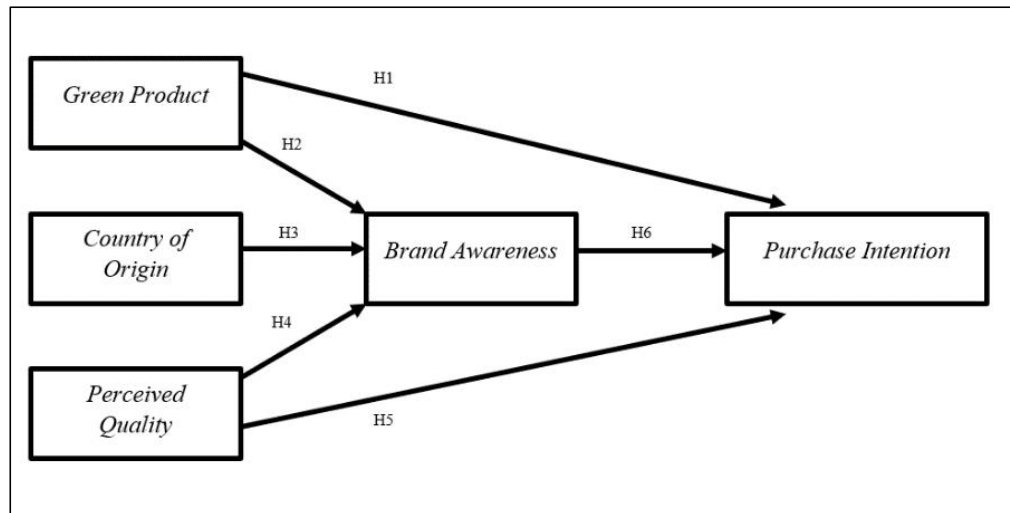 H1
Green Product
H2
Country of
Origin
H3
Brand Awareness
H6
Purchase Intention
H4
Perceived
Quality
H5